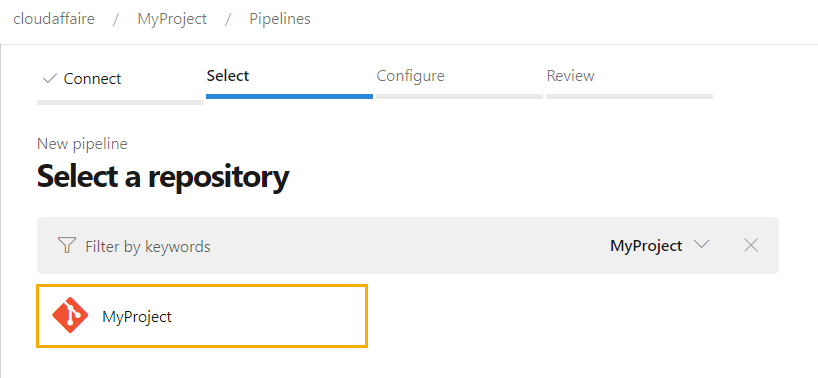 cloudaffaire / MyProject / Pipelines
Connect Select Configure Review
New pipeline
Select a repository
Filter by keywords MyProject
MyProject